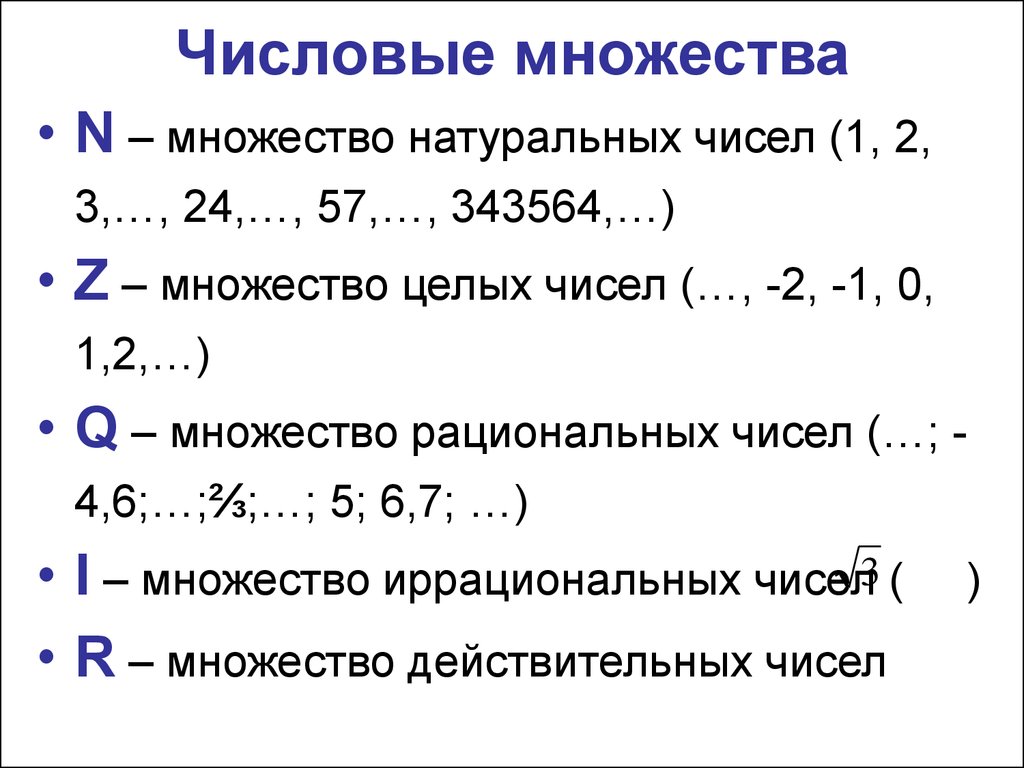 Числовые множества
• N – множество натуральных чисел (1, 2,
3,…, 24,…, 57,…, 343564,…)
• Z – множество целых чисел (…, -2, -1, 0,
1,2,…)
• Q – множество рациональных чисел (…; -
4,6;…;⅔;…; 5; 6,7; …)
• I – множество иррациональных чисел √3 ( )
• R – множество действительных чисел